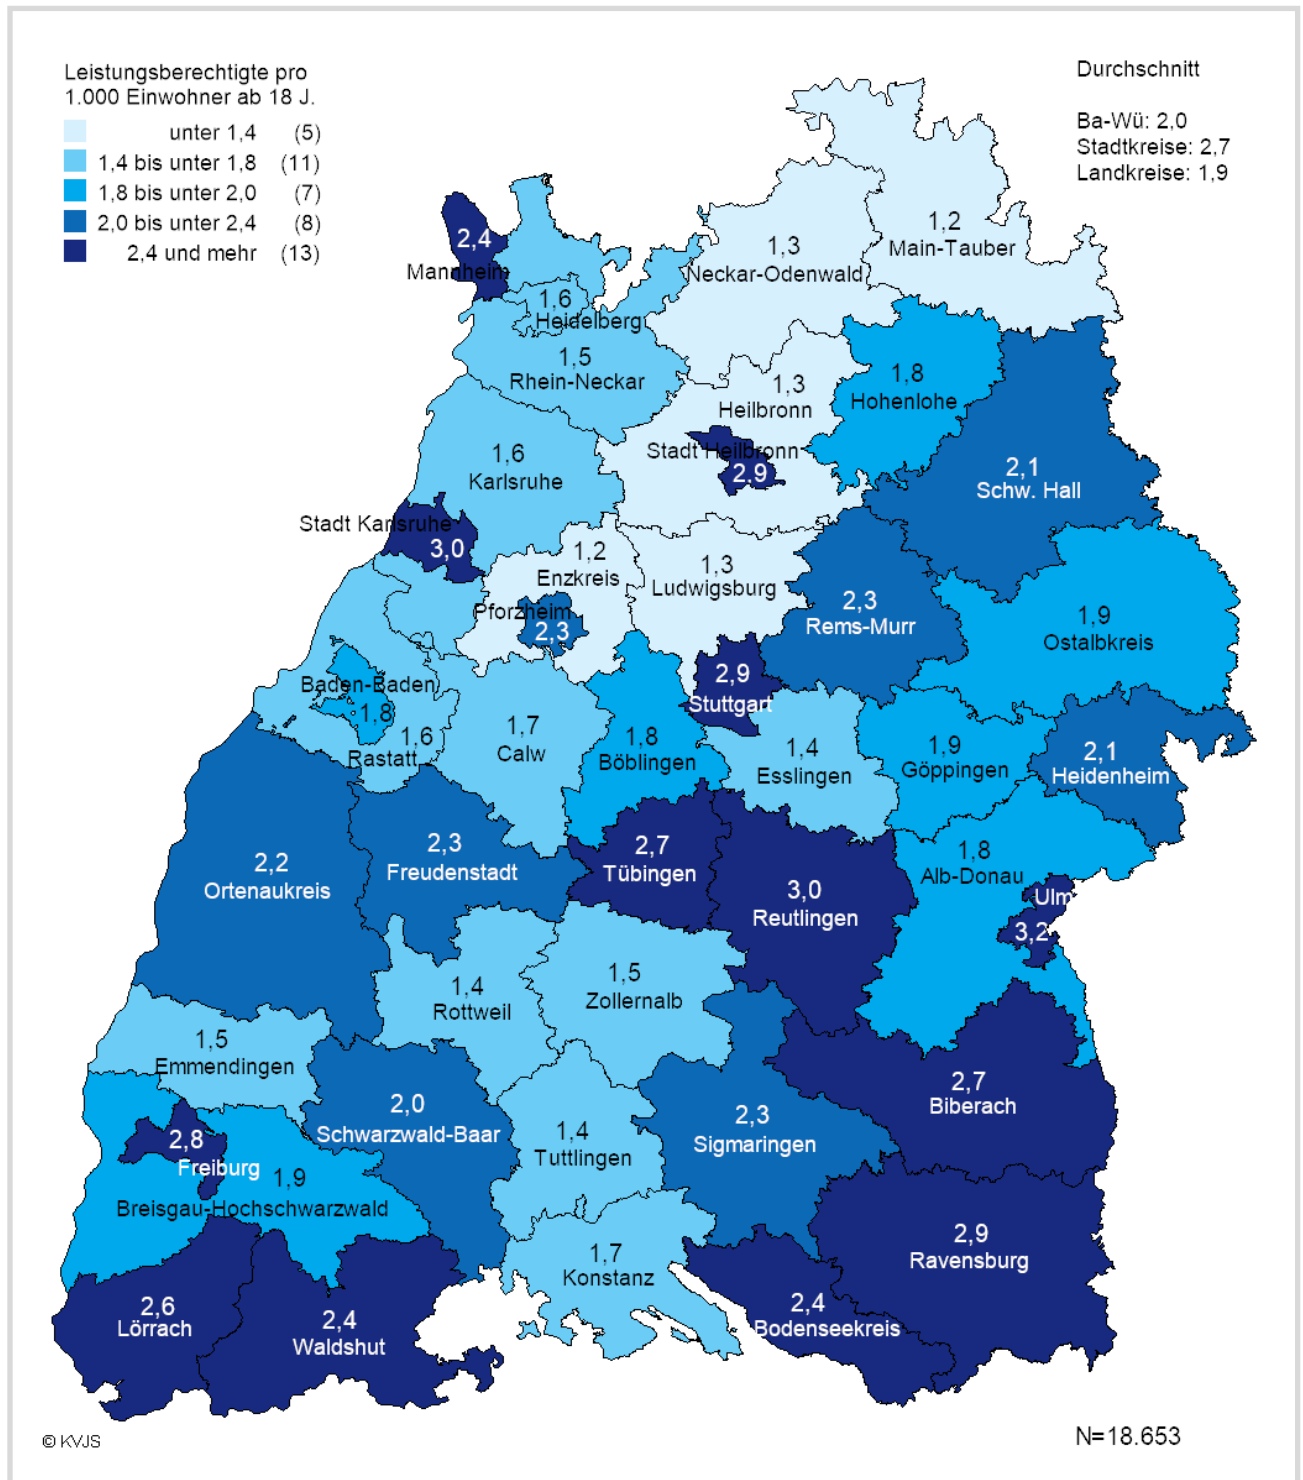 Leistungsberechtigte pro
1.000 Einwohner ab 18 J.
unter 1,4 (5)
1,4 bis unter 1,8 (11)
1,8 bis unter 2,0 (7)
2,0 bis unter 2,4 (8)
2,4 und mehr (13)
Durchschnitt
Ba-Wü: 2,0
Stadtkreise: 2,7
Landkreise: 1,9
1,2
Main-Tauber
1,3
Neckar-Odenwald
2,4
Mannheim
1,6
Heidelberg
1,5
Rhein-Neckar
1,3
Heilbronn
1,8
Hohenlohe
Stadt Heilbronn
2,9
1,6
Karlsruhe
2,1
Schw. Hall
Stadt Karlsruhe
3,0
1,2
Enzkreis
1,3
Ludwigsburg
Pforzheim
2,3
2,3
Rems-Murr
1,9
Ostalbkreis
Baden-Baden
1,8
1,6
Rastatt
1,7
Calw
1,8
Böblingen
2,9
Stuttgart
1,4
Esslingen
1,9
Göppingen
2,1
Heidenheim
2,2
Ortenaukreis
2,3
Freudenstadt
2,7
Tübingen
3,0
Reutlingen
1,8
Alb-Donau
Ulm
3,2
1,4
Rottweil
1,5
Zollernalb
1,5
Emmendingen
2,0
Schwarzwald-Baar
1,4
Tuttlingen
2,3
Sigmaringen
2,7
Biberach
2,8
Freiburg
1,9
Breisgau-Hochschwarzwald
1,7
Konstanz
2,9
Ravensburg
2,6
Lörrach
2,4
Waldshut
2,4
Bodenseekreis
© KVJS
N=18.653